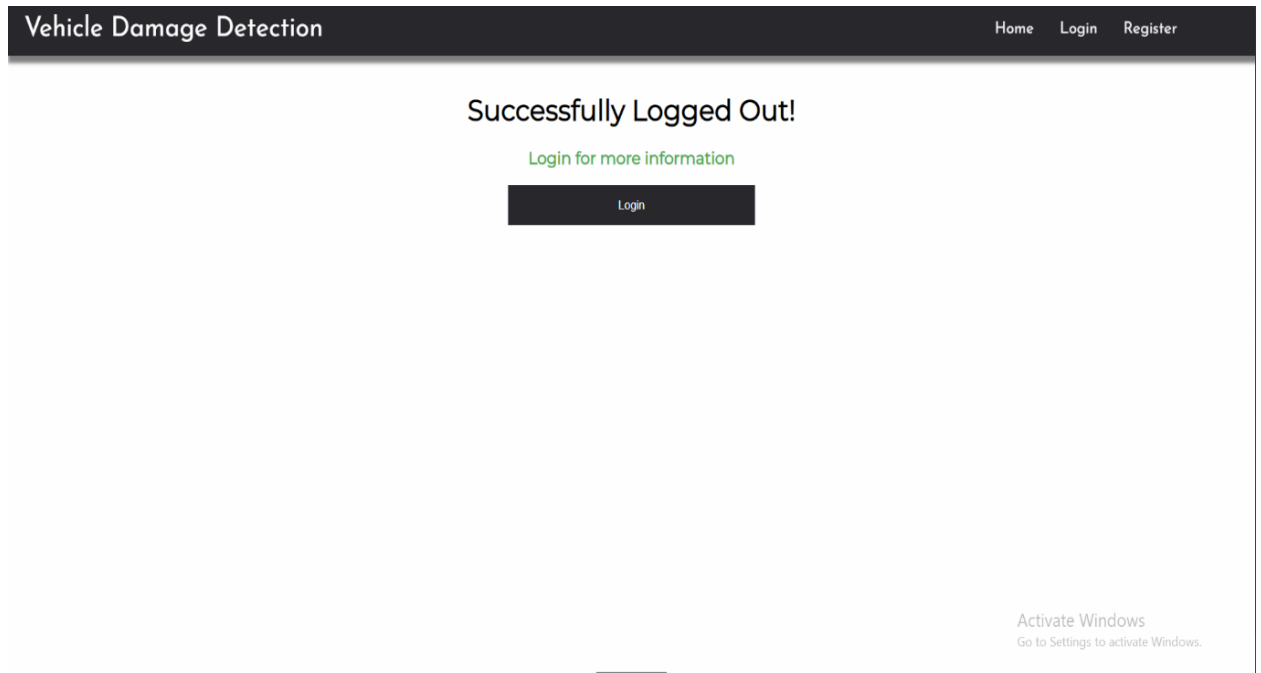 Vehicle Damage Detection
Home Login Register
Successfully Logged Out!
Login for more information
Login
Activate Windows
Go to Settings to activate Windows.